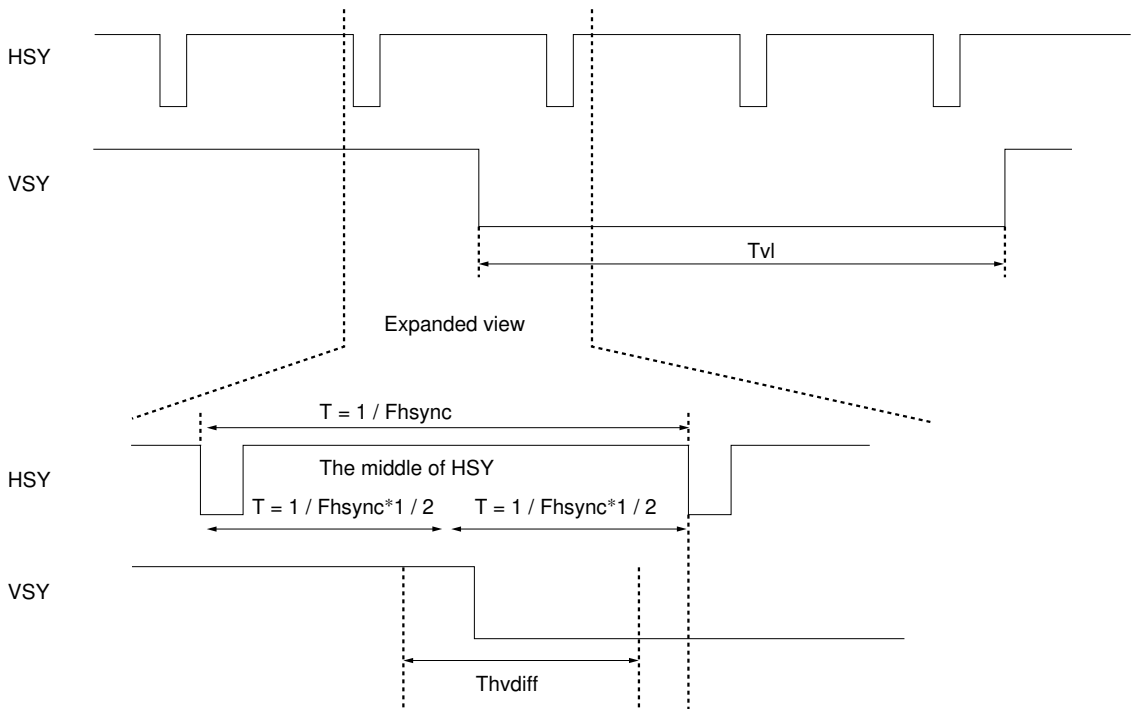 HSY
VSY
Tvl
Expanded view
T = 1 / Fhsync
HSY
The middle of HSY
T = 1 / Fhsync*1 / 2
T = 1 / Fhsync*1 / 2
VSY
Thvdiff